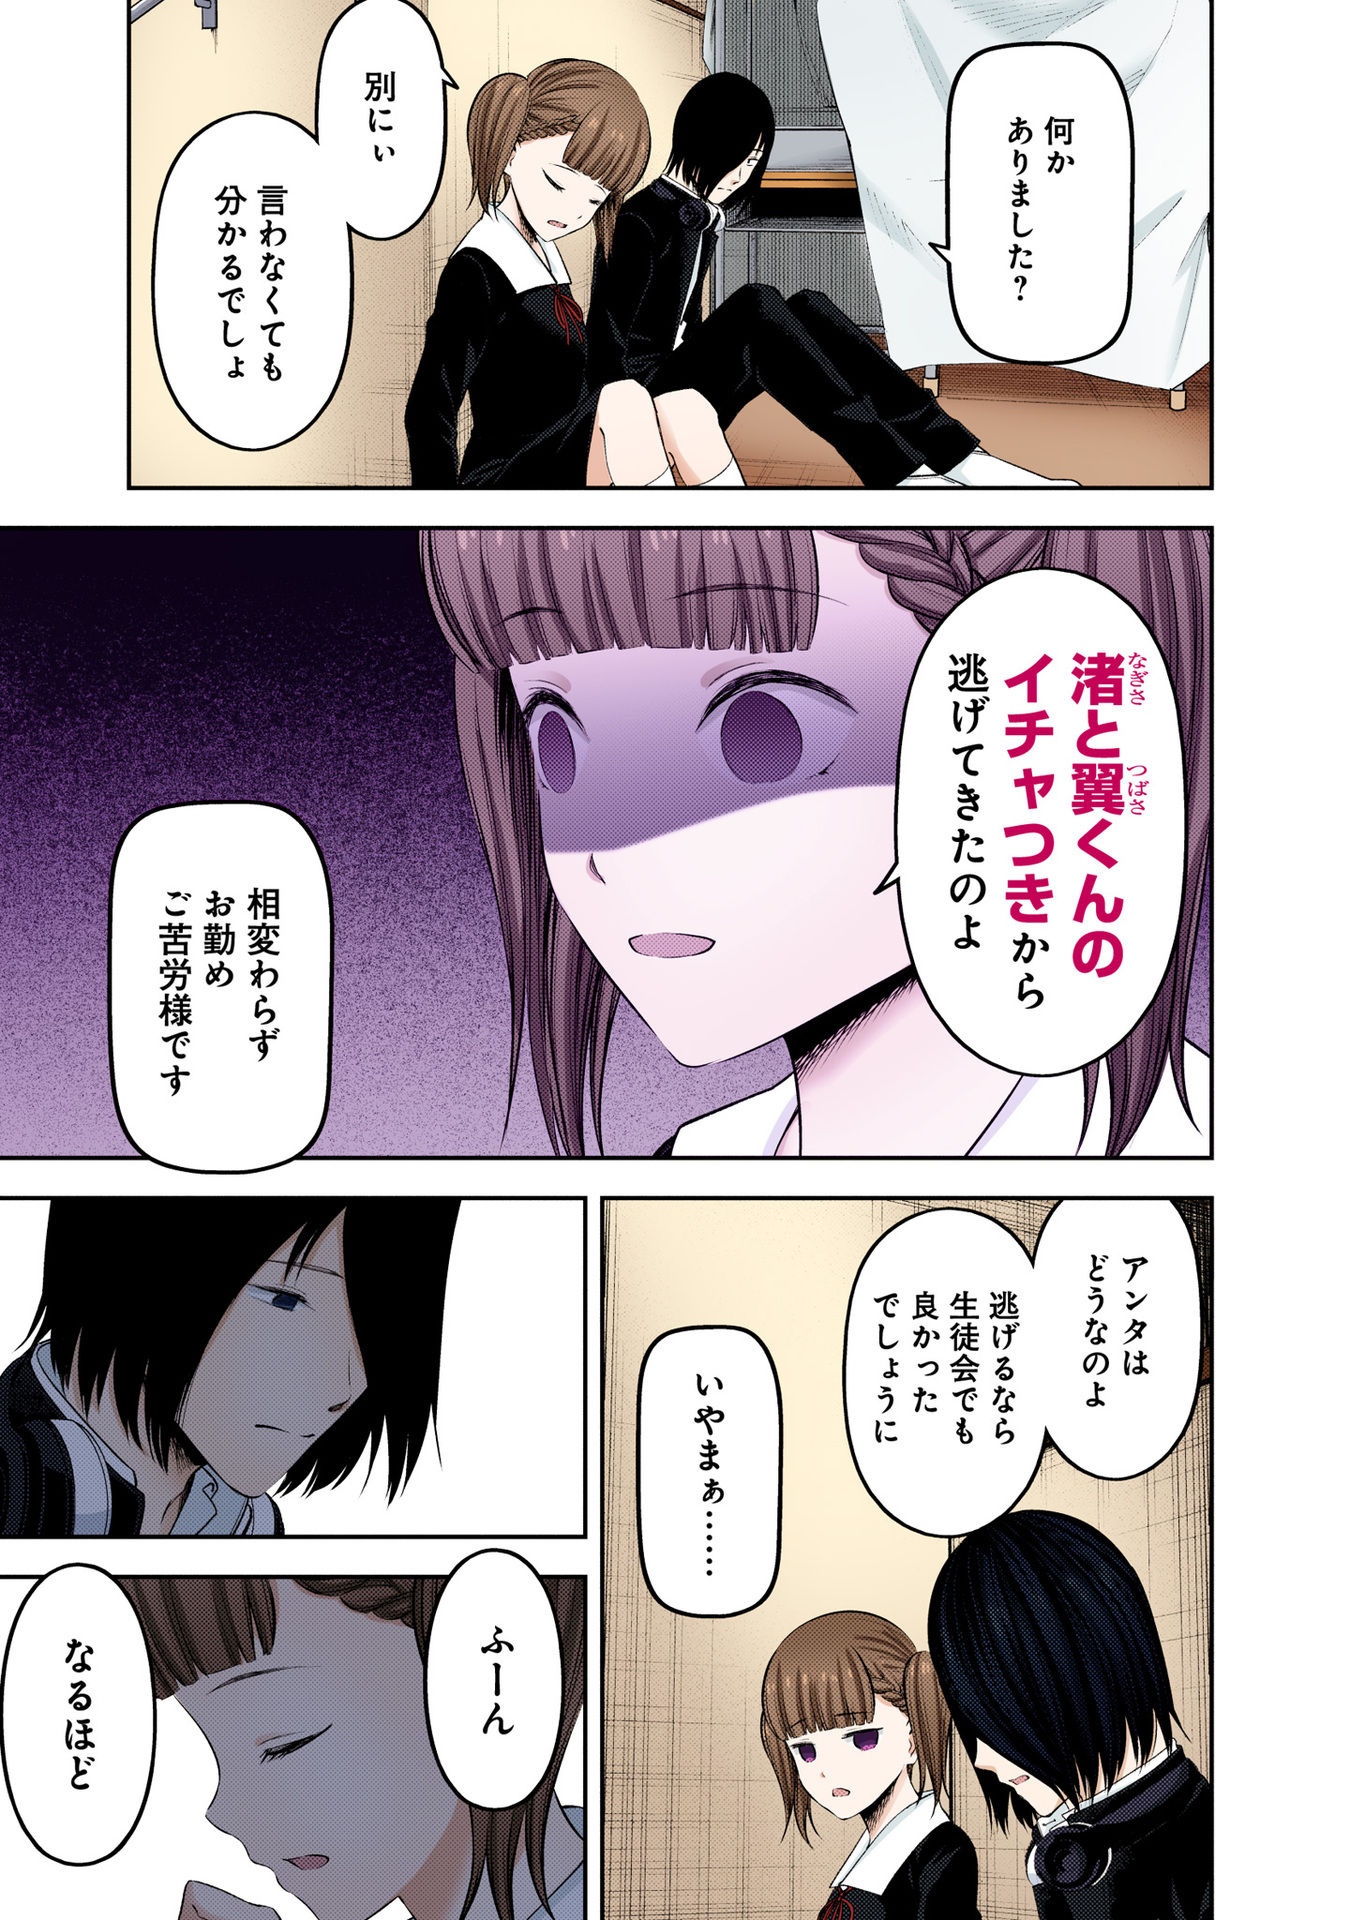 何か
ありました？
別にぃ
言わなくても
分かるでしょ
渚と翼くんの
なぎさ
つばさ
イチャつきから
逃げてきたのよ
相変わらず
お勤め
ご苦労様です
アンタは
どうなのよ
逃げるなら
生徒会でも
良かった
でしょうに
いやまぁ……
ふーん
なるほど